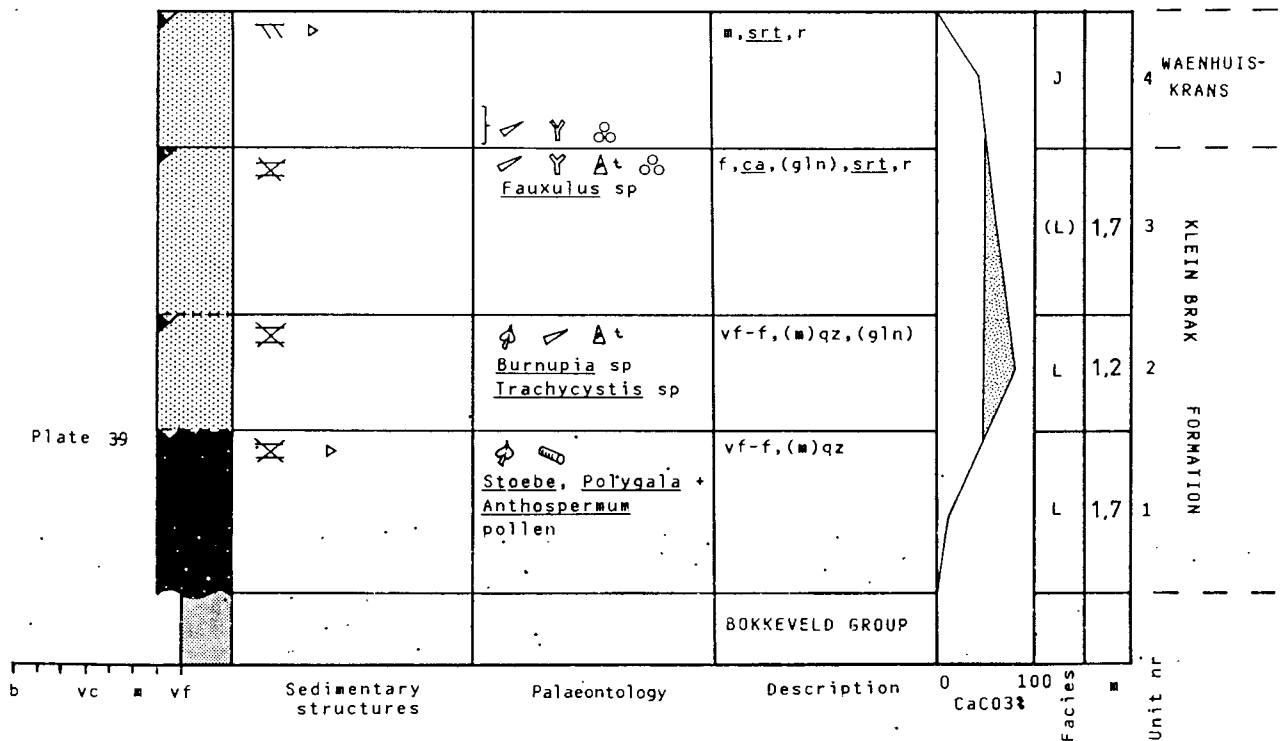 m,srt,r
J
4
WAENHUIS-
KRANS
t
Fauxulus sp
f,ca,(gln),srt,r
(L)
1,7
3
KLEIN BRAK FORMATION
t
Burnupia sp
Trachycystis sp
vf-f,(m)qz,(gln)
L
1,2
2
Plate 39
Stoebe, Polygala +
Anthospermum
pollen
vf-f,(m)qz
L
1,7
1
BOKKEVELD GROUP
b vc m vf
Sedimentary
structures
Palaeontology
Description
0 100
CaCO3%
Facies
m
Unit nr